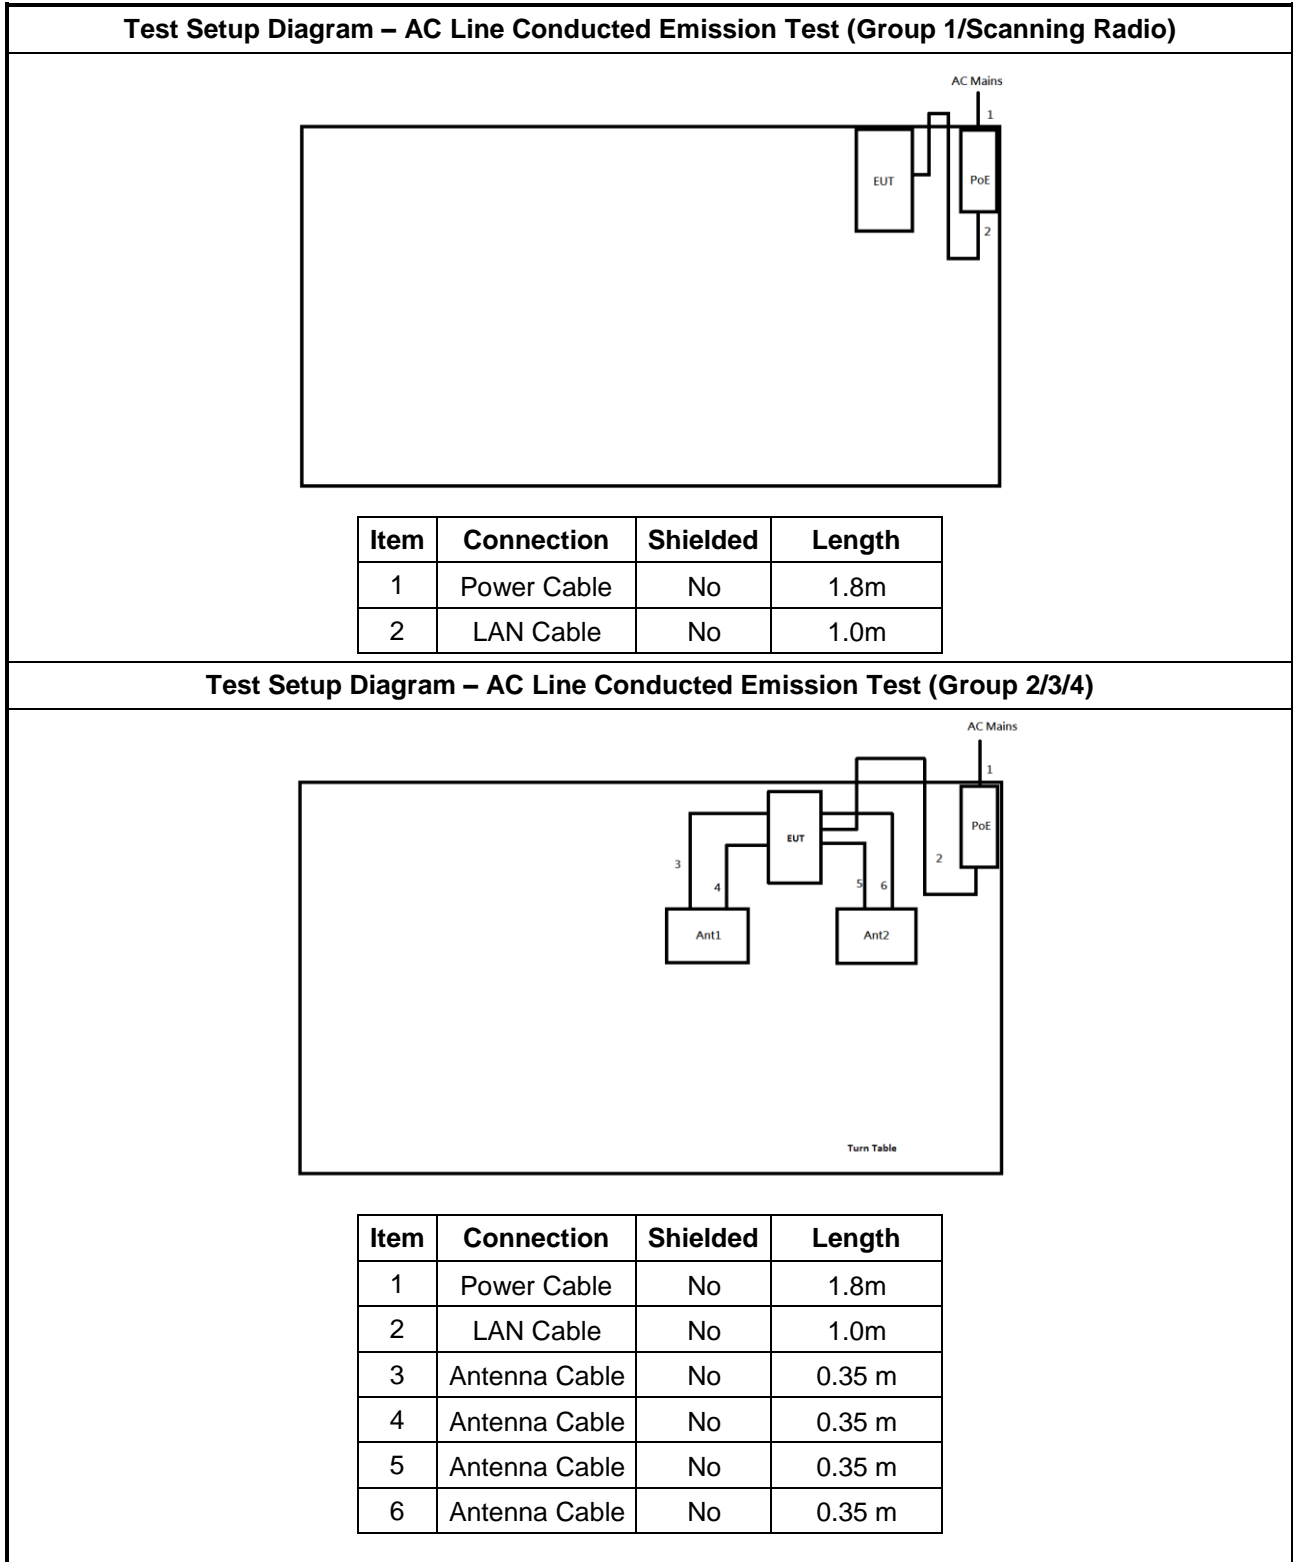 Test Setup Diagram – AC Line Conducted Emission Test (Group 1/Scanning Radio)
AC Mains
1
EUT
PoE
2
Item Connection Shielded Length
1 Power Cable No 1.8m
2 LAN Cable No 1.0m
Test Setup Diagram – AC Line Conducted Emission Test (Group 2/3/4)
AC Mains
1
PoE
EUT
2
3
4
5
6
Ant1
Ant2
Turn Table
Item Connection Shielded Length
1 Power Cable No 1.8m
2 LAN Cable No 1.0m
3 Antenna Cable No 0.35 m
4 Antenna Cable No 0.35 m
5 Antenna Cable No 0.35 m
6 Antenna Cable No 0.35 m